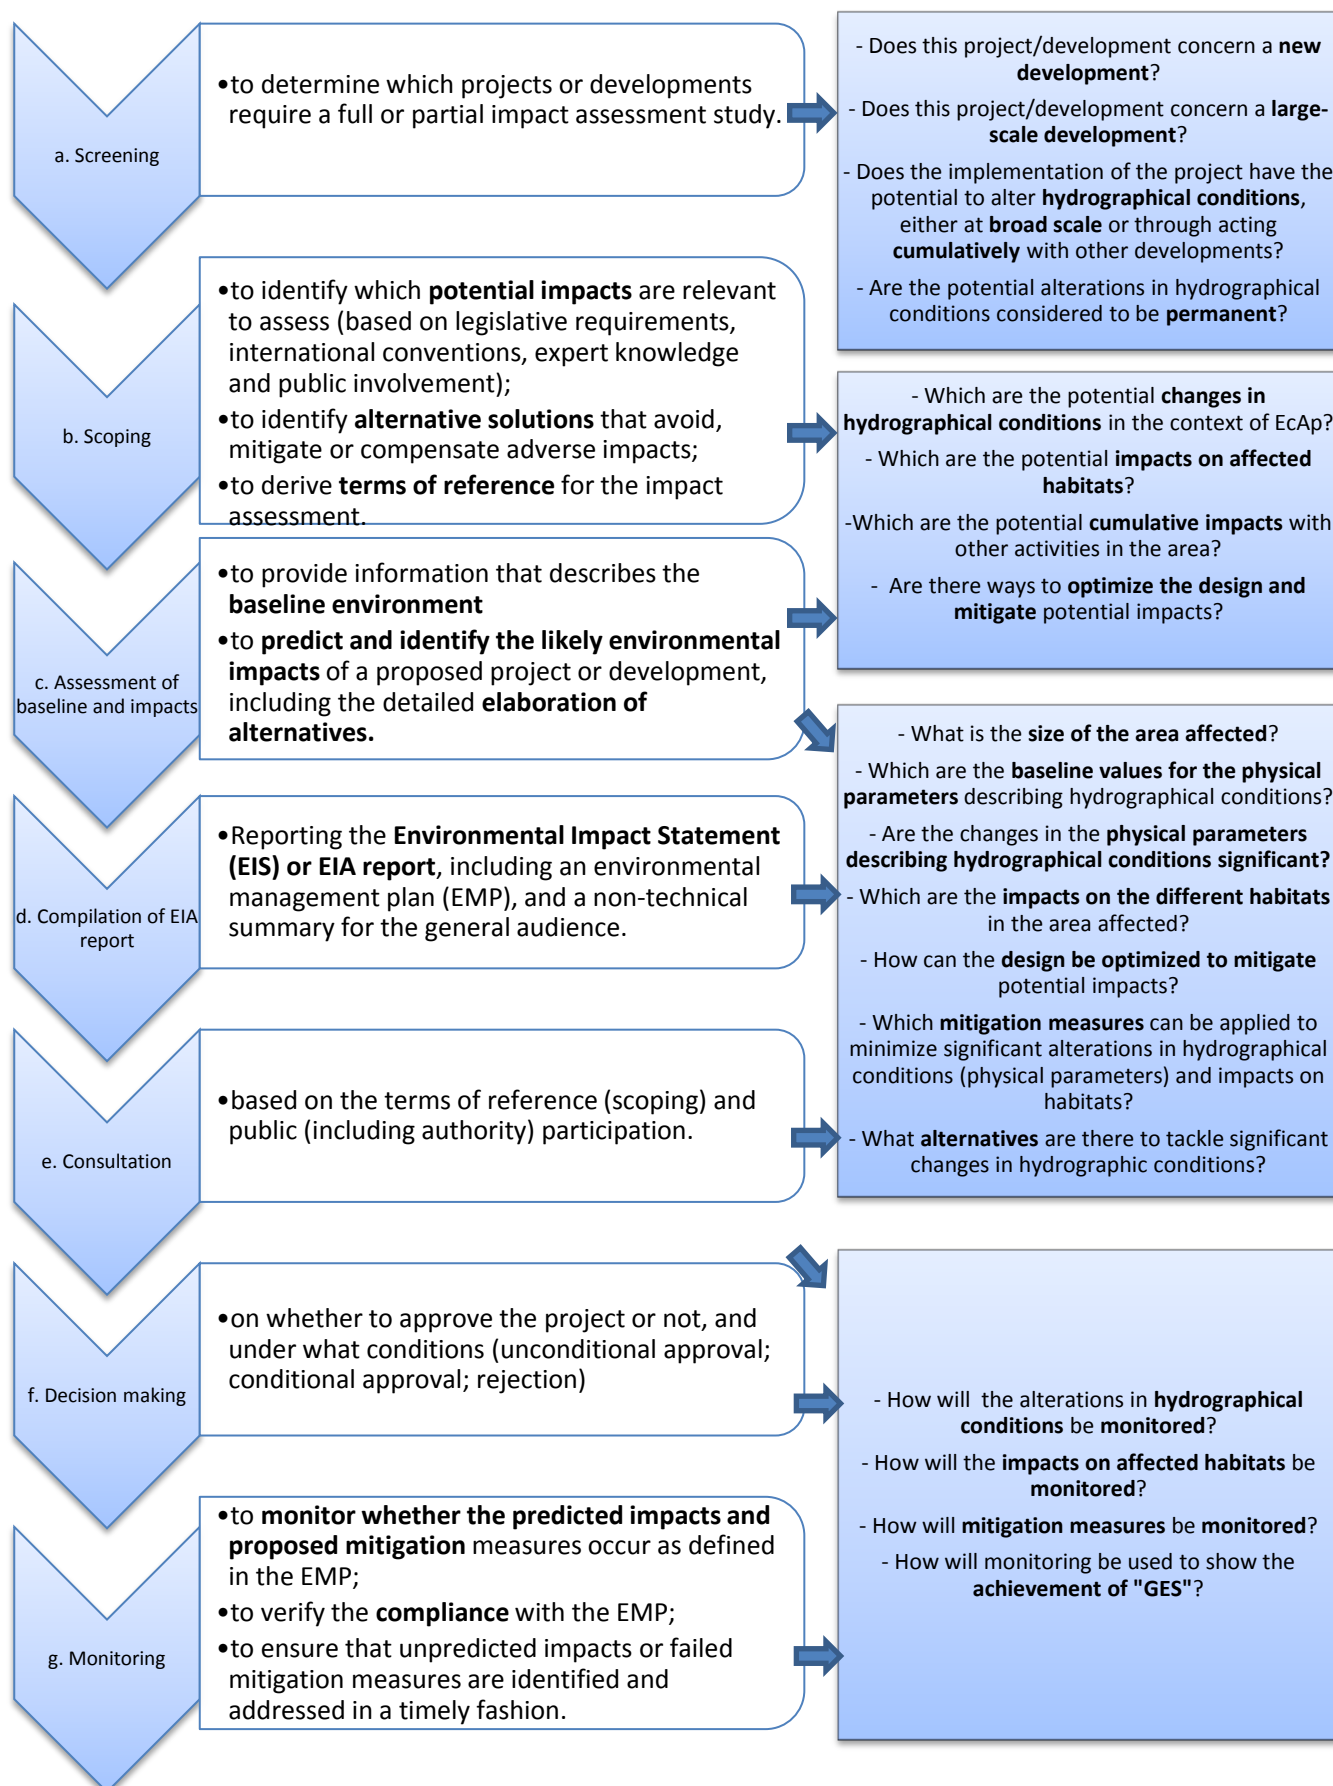 a. Screening
•to determine which projects or developments
require a full or partial impact assessment study.
- Does this project/development concern a new
development?
- Does this project/development concern a large-
scale development?
- Does the implementation of the project have the
potential to alter hydrographical conditions,
either at broad scale or through acting
cumulatively with other developments?
- Are the potential alterations in hydrographical
conditions considered to be permanent?
b. Scoping
•to identify which potential impacts are relevant
to assess (based on legislative requirements,
international conventions, expert knowledge
and public involvement);
•to identify alternative solutions that avoid,
mitigate or compensate adverse impacts;
•to derive terms of reference for the impact
assessment.
- Which are the potential changes in
hydrographical conditions in the context of EcAp?
- Which are the potential impacts on affected
habitats?
-Which are the potential cumulative impacts with
other activities in the area?
- Are there ways to optimize the design and
mitigate potential impacts?
c. Assessment of
baseline and impacts
•to provide information that describes the
baseline environment
•to predict and identify the likely environmental
impacts of a proposed project or development,
including the detailed elaboration of
alternatives.
- What is the size of the area affected?
- Which are the baseline values for the physical
parameters describing hydrographical conditions?
- Are the changes in the physical parameters
describing hydrographical conditions significant?
- Which are the impacts on the different habitats
in the area affected?
- How can the design be optimized to mitigate
potential impacts?
- Which mitigation measures can be applied to
minimize significant alterations in hydrographical
conditions (physical parameters) and impacts on
habitats?
- What alternatives are there to tackle significant
changes in hydrographic conditions?
d. Compilation of EIA
report
•Reporting the Environmental Impact Statement
(EIS) or EIA report, including an environmental
management plan (EMP), and a non-technical
summary for the general audience.
e. Consultation
•based on the terms of reference (scoping) and
public (including authority) participation.
f. Decision making
•on whether to approve the project or not, and
under what conditions (unconditional approval;
conditional approval; rejection)
- How will  the alterations in hydrographical
conditions be monitored?
- How will the impacts on affected habitats be
monitored?
- How will mitigation measures be monitored?
- How will monitoring be used to show the
achievement of "GES"?
g. Monitoring
•to monitor whether the predicted impacts and
proposed mitigation measures occur as defined
in the EMP;
•to verify the compliance with the EMP;
•to ensure that unpredicted impacts or failed
mitigation measures are identified and
addressed in a timely fashion.